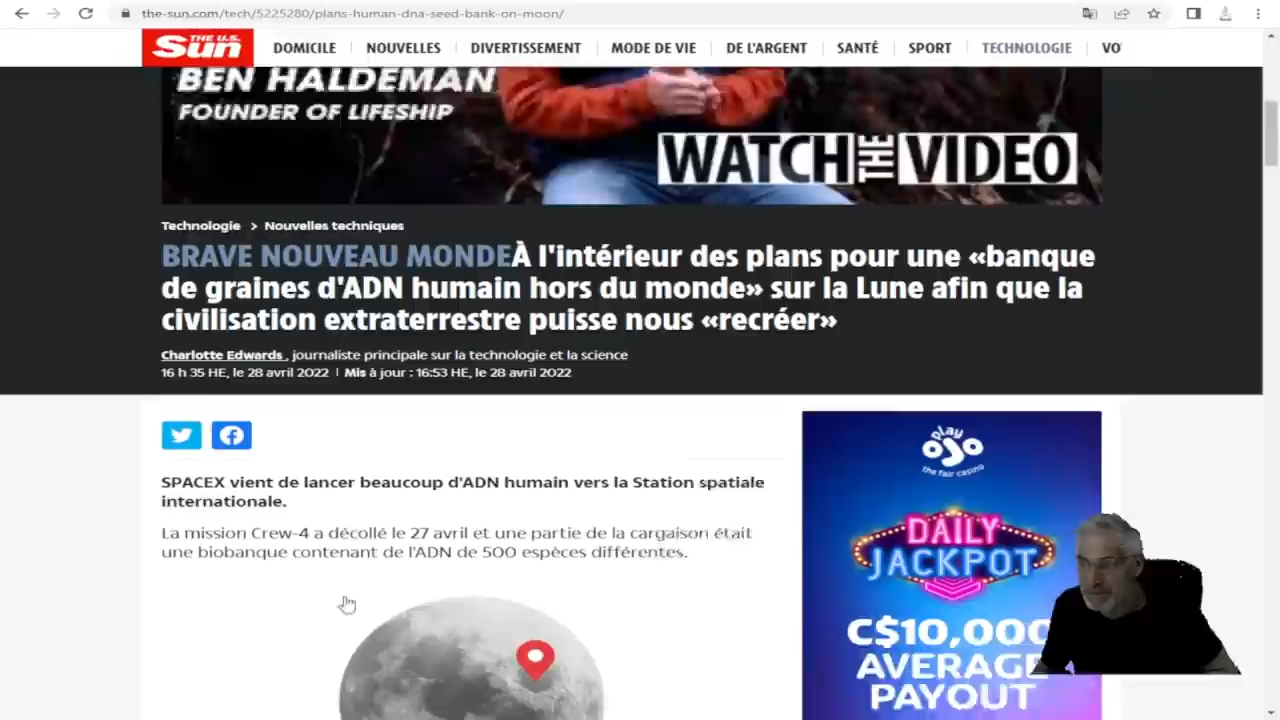 the-sun.com/tech/5225280/plans-human-dna-seed-bank-on-moon/
THE U.S. Sun
DOMICILE NOUVELLES DIVERTISSEMENT MODE DE VIE DE L'ARGENT SANTÉ SPORT TECHNOLOGIE VO
BEN HALDEMAN
FOUNDER OF LIFESHIP
WATCH THE VIDEO
Technologie > Nouvelles techniques
BRAVE NOUVEAU MONDEÀ l'intérieur des plans pour une «banque
de graines d'ADN humain hors du monde» sur la Lune afin que la
civilisation extraterrestre puisse nous «recréer»
Charlotte Edwards , journaliste principale sur la technologie et la science
16 h 35 HE, le 28 avril 2022 | Mis à jour : 16:53 HE, le 28 avril 2022
SPACEX vient de lancer beaucoup d'ADN humain vers la Station spatiale
internationale.
La mission Crew-4 a décollé le 27 avril et une partie de la cargaison était
une biobanque contenant de l'ADN de 500 espèces différentes.
play
OJO
the fair casino
DAILY
JACKPOT
C$10,000
AVERAGE
PAYOUT